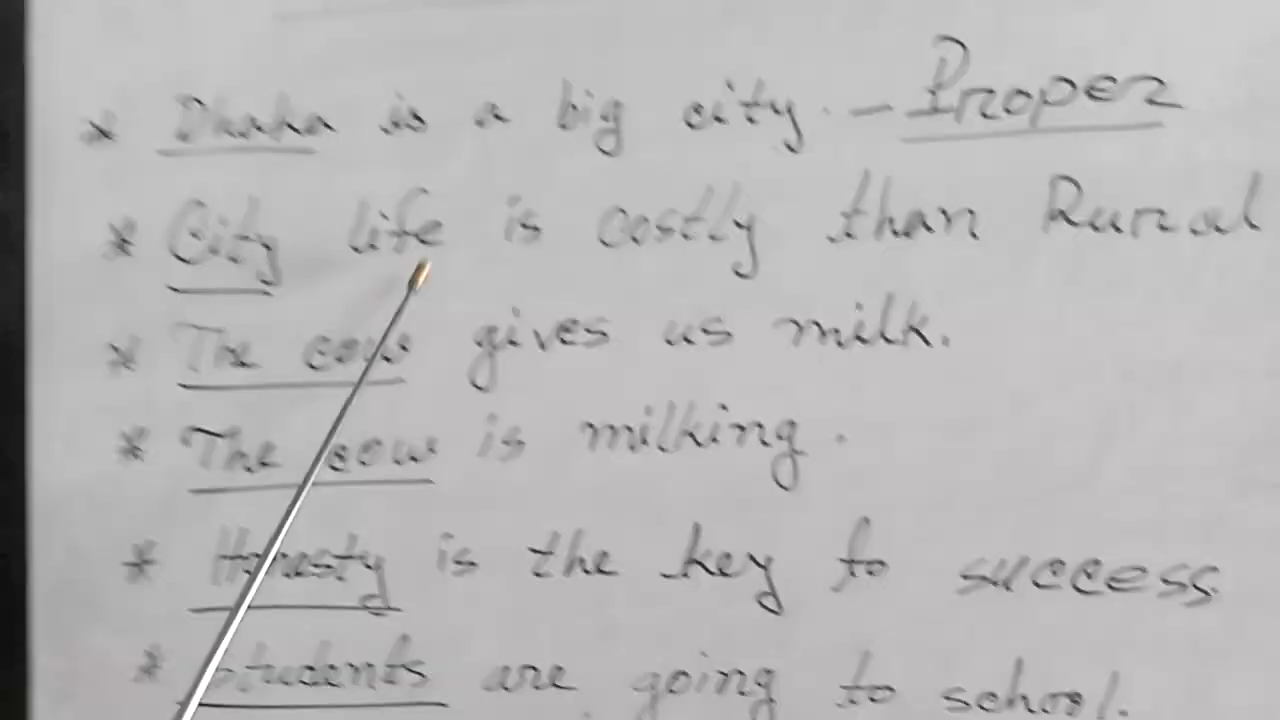 * Dhaka is a big city. - Proper
* City life is costly than Rural
* The cow gives us milk.
* The cow is milking.
* Honesty is the key to success.
* Students are going to school.